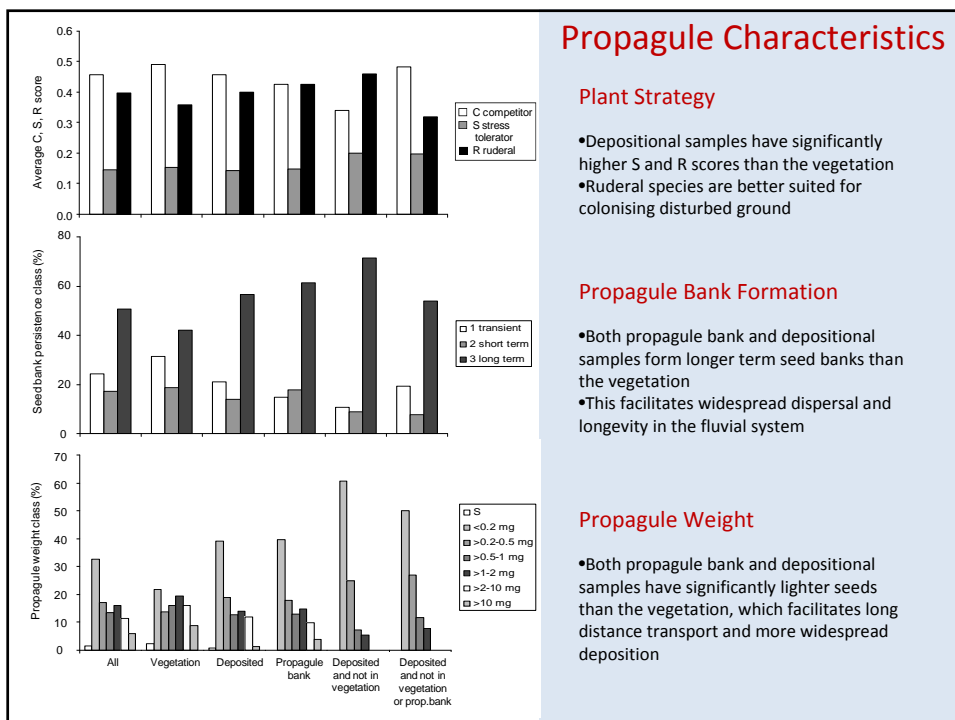 Propagule Characteristics
0.6
0.5
0.4
0.3
0.2
0.1
0.0
Average C, S, R score
C competitor
S stress
tolerator
R ruderal
80
60
40
20
0
Seed bank persistence class (%)
1 transient
2 short term
3 long term
70
60
50
40
30
20
10
0
Propagule weight class (%)
S
<0.2 mg
>0.2-0.5 mg
>0.5-1 mg
>1-2 mg
>2-10 mg
>10 mg
All
Vegetation
Deposited
Propagule
bank
Deposited
and not in
vegetation
Deposited
and not in
vegetation
or prop.bank
Plant Strategy
•Depositional samples have significantly
higher S and R scores than the vegetation
•Ruderal species are better suited for
colonising disturbed ground
Propagule Bank Formation
•Both propagule bank and depositional
samples form longer term seed banks than
the vegetation
•This facilitates widespread dispersal and
longevity in the fluvial system
Propagule Weight
•Both propagule bank and depositional
samples have significantly lighter seeds
than the vegetation, which facilitates long
distance transport and more widespread
deposition